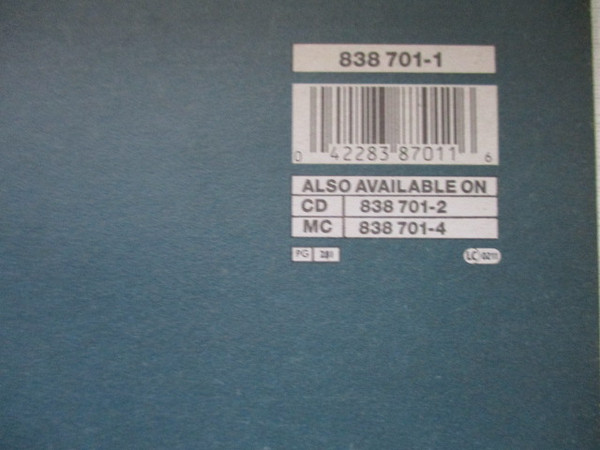 838 701-1
0 42283 87011 6
ALSO AVAILABLE ON
CD 838 701-2
MC 838 701-4
PG 281 LC 0211